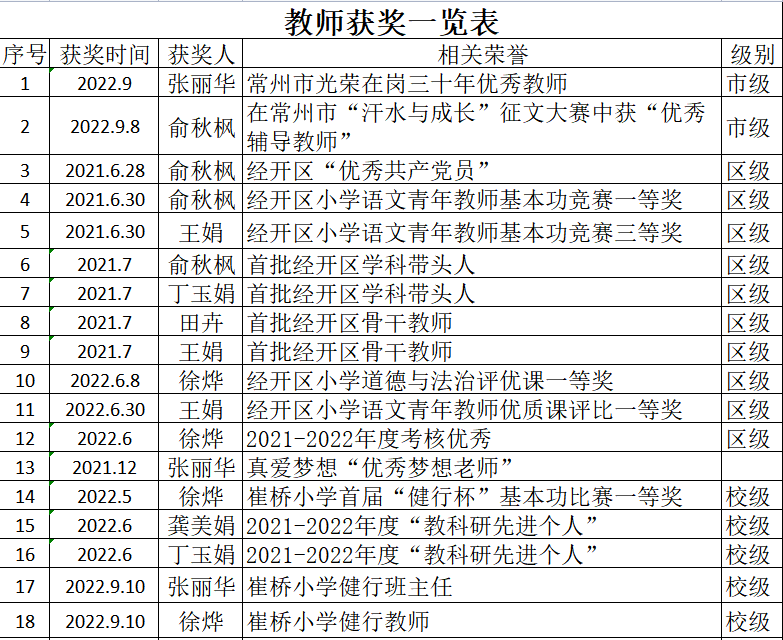 教师获奖一览表
序号 获奖时间 获奖人 相关荣誉 级别
1 2022.9 张丽华 常州市光荣在岗三十年优秀教师 市级
2 2022.9.8 俞秋枫 在常州市“汗水与成长”征文大赛中获“优秀
辅导教师” 市级
3 2021.6.28 俞秋枫 经开区“优秀共产党员” 区级
4 2021.6.30 俞秋枫 经开区小学语文青年教师基本功竞赛一等奖 区级
5 2021.6.30 王娟 经开区小学语文青年教师基本功竞赛三等奖 区级
6 2021.7 俞秋枫 首批经开区学科带头人 区级
7 2021.7 丁玉娟 首批经开区学科带头人 区级
8 2021.7 田卉 首批经开区骨干教师 区级
9 2021.7 王娟 首批经开区骨干教师 区级
10 2022.6.8 徐烨 经开区小学道德与法治评优课一等奖 区级
11 2022.6.30 王娟 经开区小学语文青年教师优质课评比一等奖 区级
12 2022.6 徐烨 2021-2022年度考核优秀 区级
13 2021.12 张丽华 真爱梦想“优秀梦想老师”
14 2022.5 徐烨 崔桥小学首届“健行杯”基本功比赛一等奖 校级
15 2022.6 龚美娟 2021-2022年度“教科研先进个人” 校级
16 2022.6 丁玉娟 2021-2022年度“教科研先进个人” 校级
17 2022.9.10 张丽华 崔桥小学健行班主任 校级
18 2022.9.10 徐烨 崔桥小学健行教师 校级